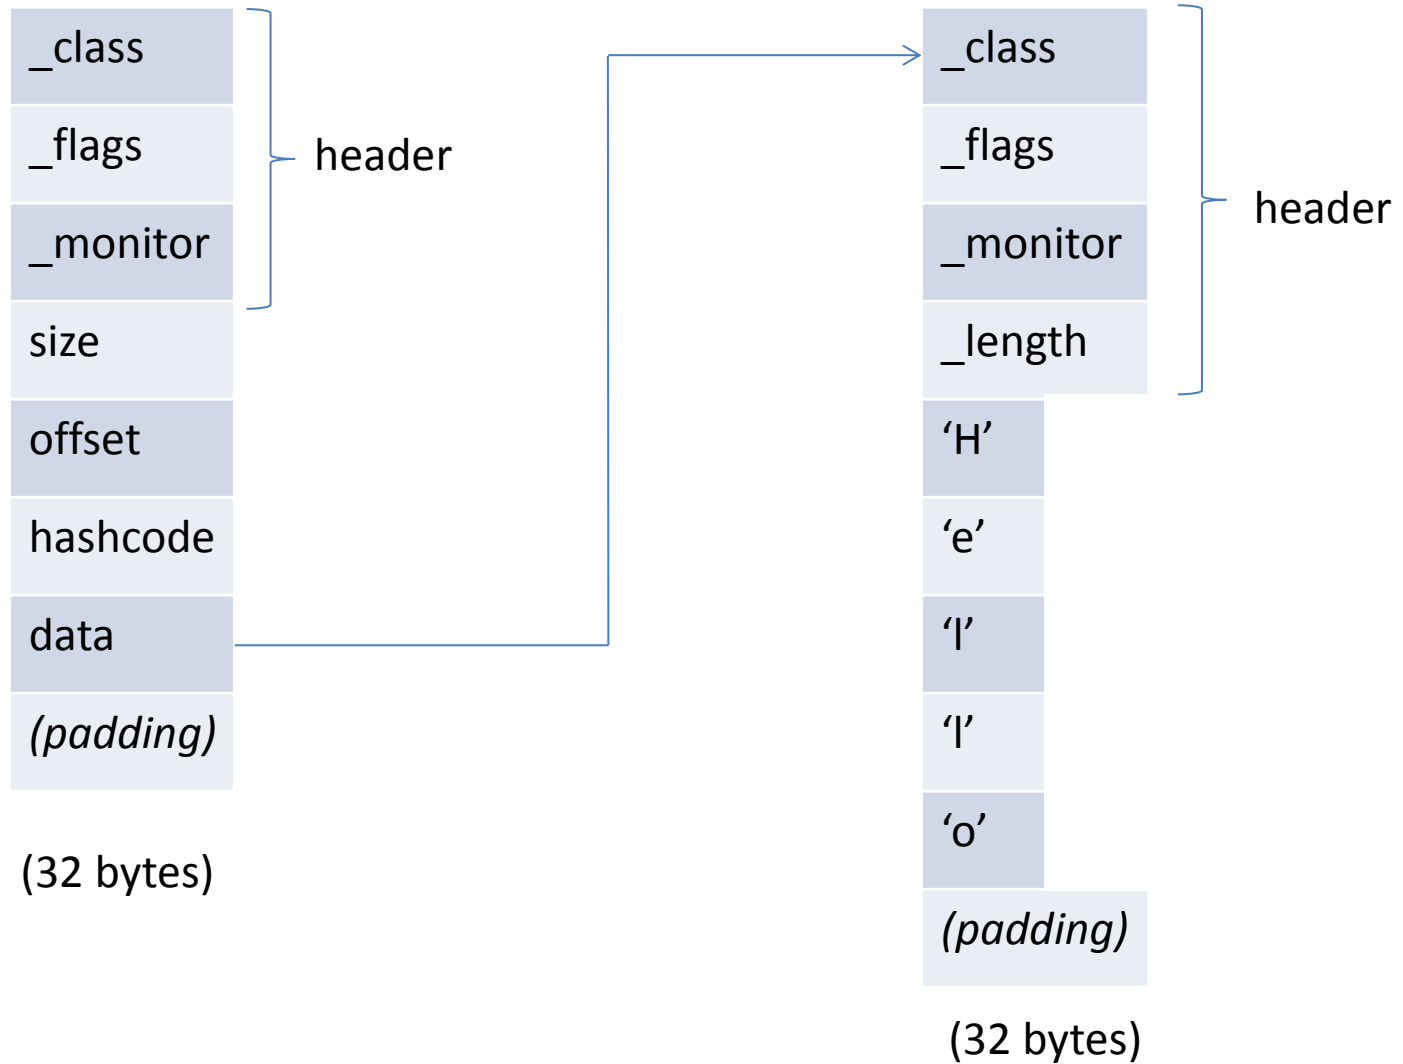 _class
_flags
_monitor
size
offset
hashcode
data
(padding)
(32 bytes)
header
_class
_flags
_monitor
_length
‘H’
‘e’
‘l’
‘l’
‘o’
(padding)
(32 bytes)
header